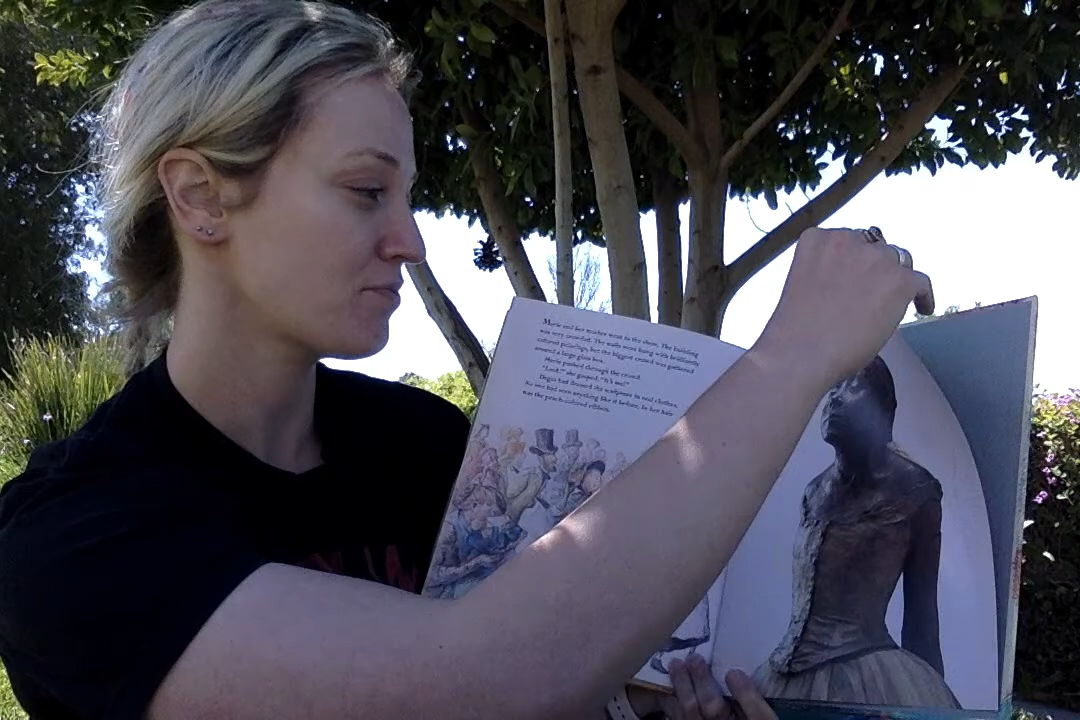 Marie and her mother went to the show. The building
was very crowded. The walls were hung with brilliantly
colored paintings, but the biggest crowd was gathered
around a large glass box.
Marie pushed through the crowd.
"Look!" she gasped. "It's me!"
Degas had dressed the sculpture in real clothes.
No one had seen anything like it before. In her hair
was the peach-colored ribbon.